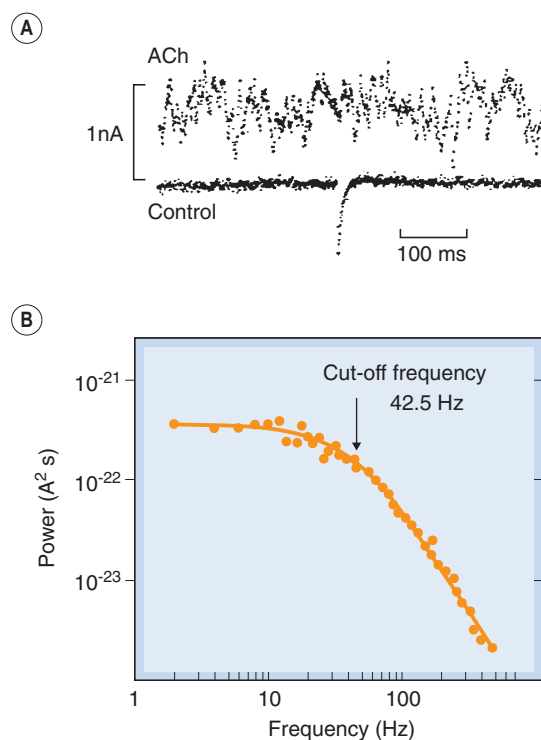 A
ACh
1nA
Control
100 ms
B
Cut-off frequency
42.5 Hz
10⁻²¹
10⁻²²
10⁻²³
Power (A² s)
1 10 100
Frequency (Hz)